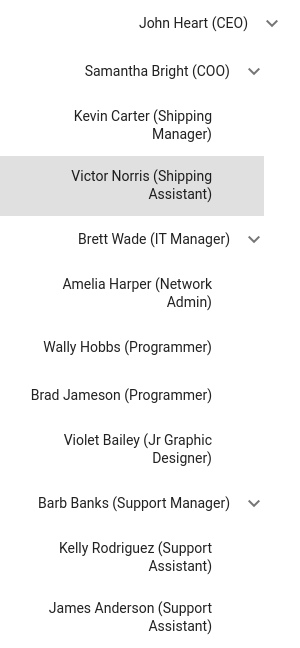 John Heart (CEO)
Samantha Bright (COO)
Kevin Carter (Shipping
Manager)
Victor Norris (Shipping
Assistant)
Brett Wade (IT Manager)
Amelia Harper (Network
Admin)
Wally Hobbs (Programmer)
Brad Jameson (Programmer)
Violet Bailey (Jr Graphic
Designer)
Barb Banks (Support Manager)
Kelly Rodriguez (Support
Assistant)
James Anderson (Support
Assistant)